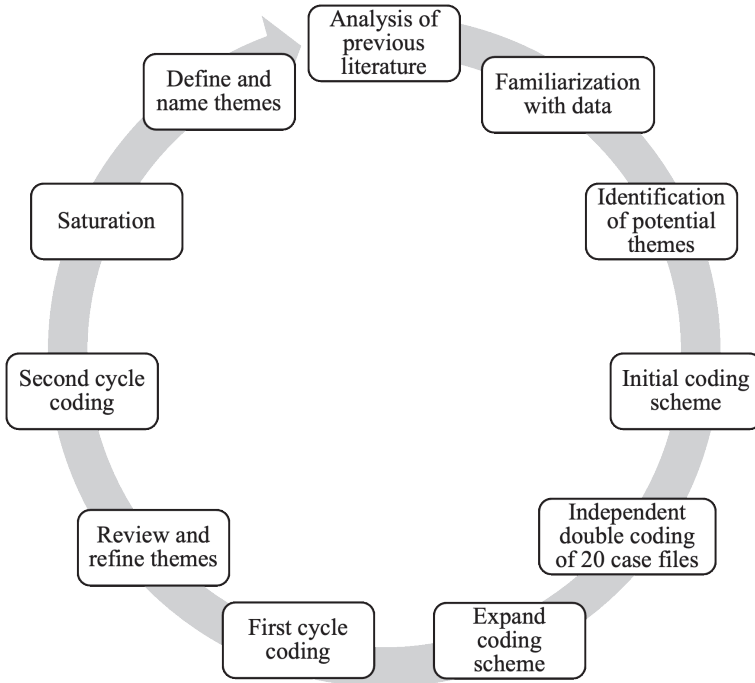 Analysis of
previous
literature
Familiarization
with data
Identification
of potential
themes
Initial coding
scheme
Independent
double coding
of 20 case files
Expand
coding
scheme
First cycle
coding
Review and
refine themes
Second cycle
coding
Saturation
Define and
name themes